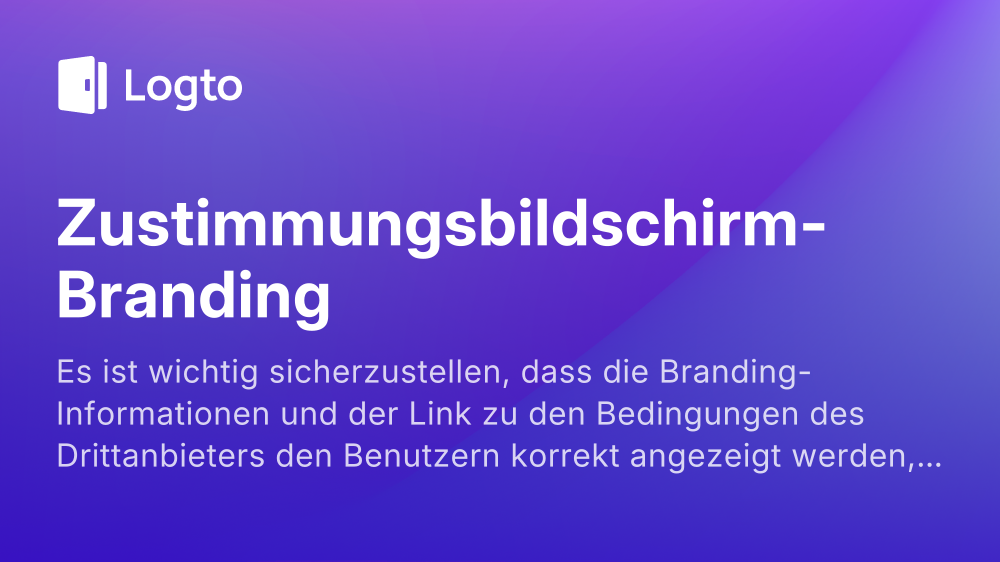 Logto
Zustimmungsbildschirm-
Branding
Es ist wichtig sicherzustellen, dass die Branding-
Informationen und der Link zu den Bedingungen des
Drittanbieters den Benutzern korrekt angezeigt werden,...